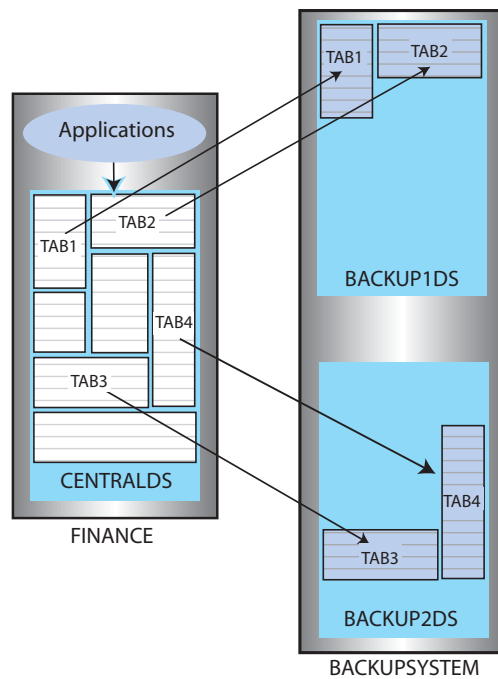 Applications
TAB1
TAB2
TAB4
TAB3
CENTRALDS
FINANCE
TAB1
TAB2
BACKUP1DS
TAB4
TAB3
BACKUP2DS
BACKUPSYSTEM